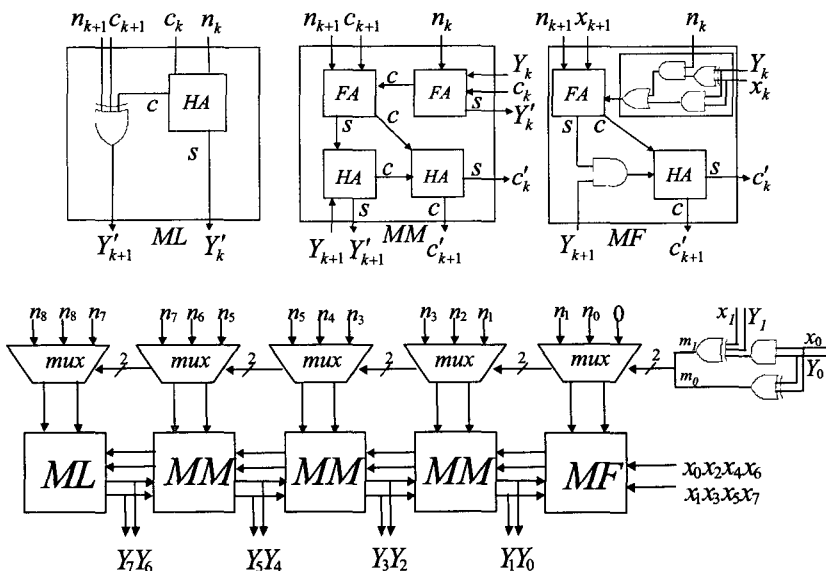 n_{k+1} c_{k+1} c_k n_k
c HA
s
Y'_{k+1} ML Y'_k
n_{k+1} c_{k+1} n_k
FA c FA
Y_k
c_k
s Y'_k
s c
HA c HA s c'_k
s c
Y_{k+1} Y'_{k+1} MM c'_{k+1}
n_{k+1} x_{k+1} n_k
Y_k
x_k
FA
s c
HA s c'_k
c
Y_{k+1} MF c'_{k+1}
n_8 n_8 n_7 n_7 n_6 n_5 n_5 n_4 n_3 n_3 n_2 n_1 n_1 n_0 0
x_1 Y_1
mux 2 mux 2 mux 2 mux 2 mux 2
m_1 x_0
m_0 Y_0
ML MM MM MM MF
x_0x_2x_4x_6
x_1x_3x_5x_7
Y_7Y_6 Y_5Y_4 Y_3Y_2 Y_1Y_0